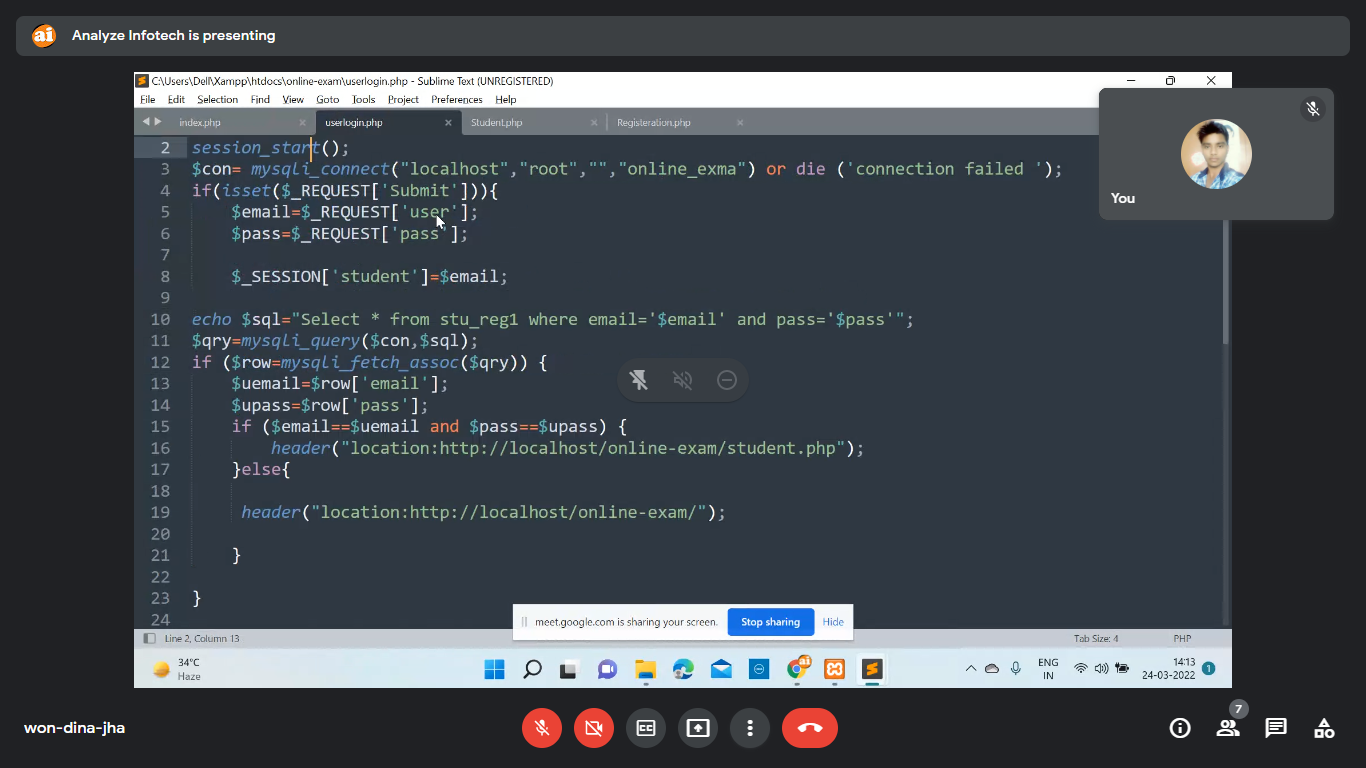 ai Analyze Infotech is presenting
C:\Users\Dell\Xampp\htdocs\online-exam\userlogin.php - Sublime Text (UNREGISTERED)
File Edit Selection Find View Goto Tools Project Preferences Help
index.php userlogin.php Student.php Registeration.php
You
2 session_start();
3 $con= mysqli_connect("localhost","root","","online_exma") or die ('connection failed ');
4 if(isset($_REQUEST['Submit'])){
5 $email=$_REQUEST['user'];
6 $pass=$_REQUEST['pass'];
7
8 $_SESSION['student']=$email;
9
10 echo $sql="Select * from stu_reg1 where email='$email' and pass='$pass'";
11 $qry=mysqli_query($con,$sql);
12 if ($row=mysqli_fetch_assoc($qry)) {
13 $uemail=$row['email'];
14 $upass=$row['pass'];
15 if ($email==$uemail and $pass==$upass) {
16 header("location:http://localhost/online-exam/student.php");
17 }else{
18
19 header("location:http://localhost/online-exam/");
20
21 }
22
23 }
24
meet.google.com is sharing your screen. Stop sharing Hide
Line 2, Column 13 Tab Size: 4 PHP
34°C
Haze
ai
ENG
IN
14:13
24-03-2022
1
won-dina-jha
7